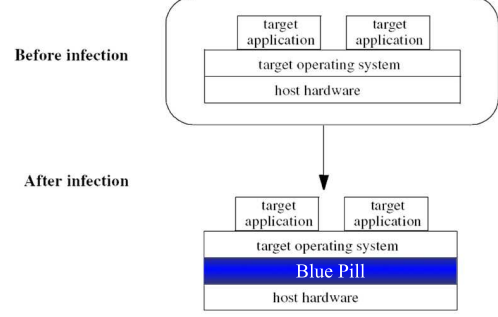 Before infection
target
application
target
application
target operating system
host hardware
After infection
target
application
target
application
target operating system
Blue Pill
host hardware